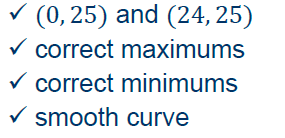 ✓ (0, 25) and (24, 25)
✓ correct maximums
✓ correct minimums
✓ smooth curve